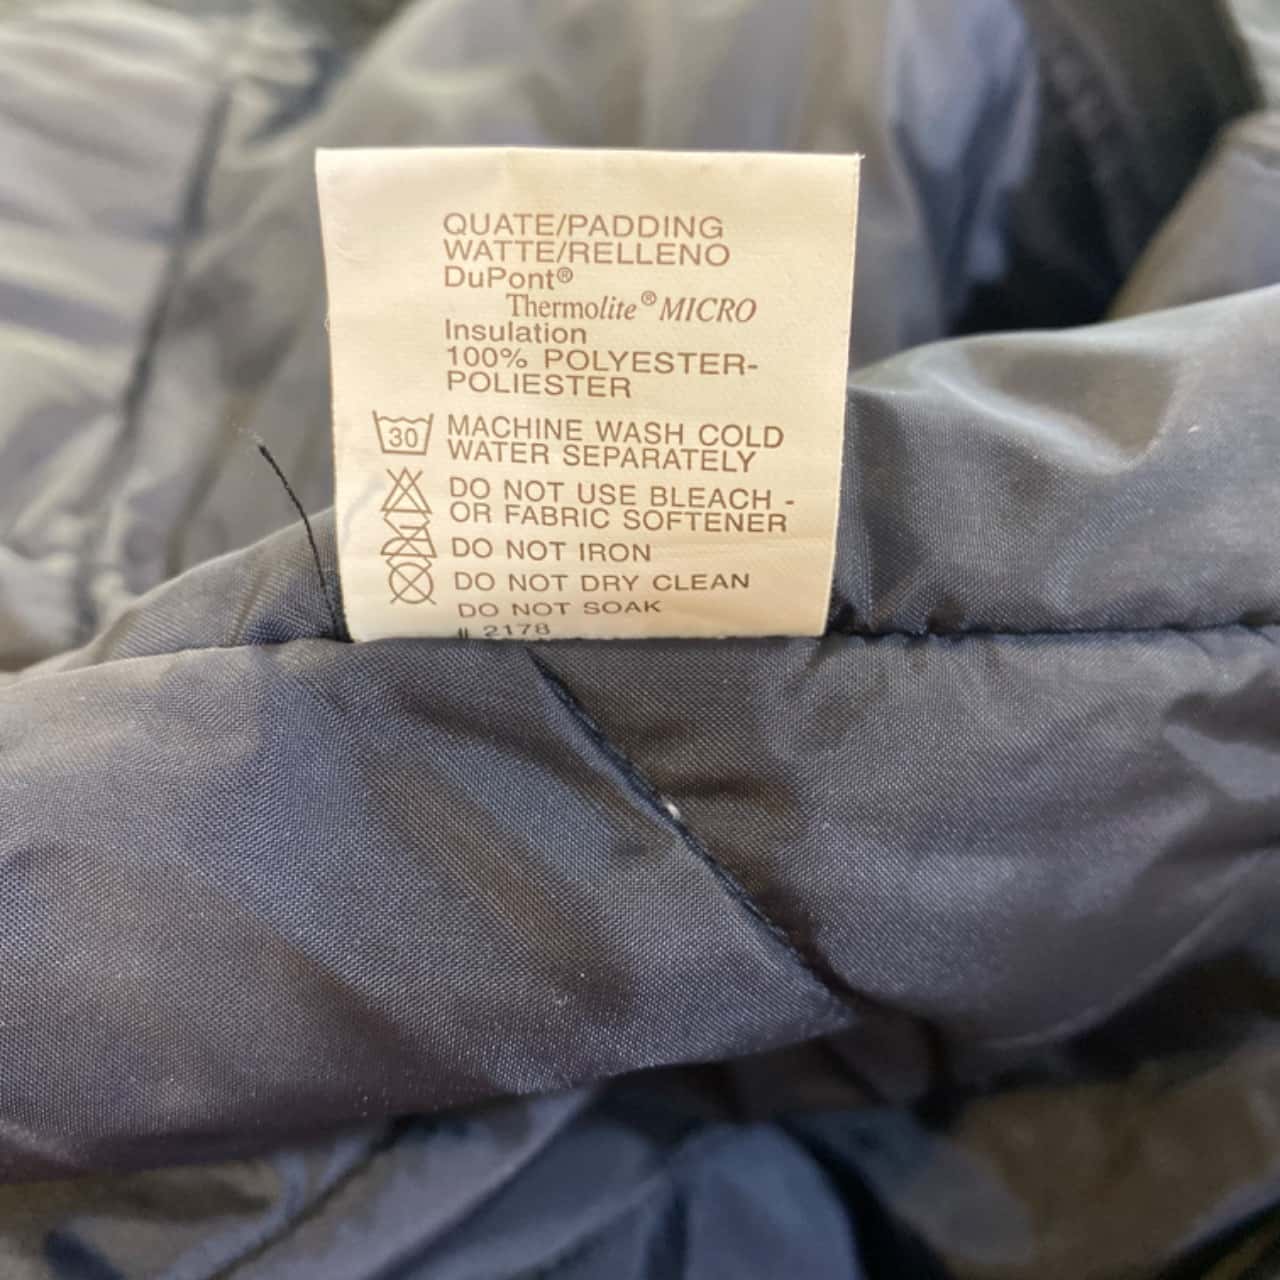 QUATE/PADDING
WATTE/RELLENO
DuPont®
Thermolite® MICRO
Insulation
100% POLYESTER-
POLIESTER
30 MACHINE WASH COLD
WATER SEPARATELY
DO NOT USE BLEACH -
OR FABRIC SOFTENER
DO NOT IRON
DO NOT DRY CLEAN
DO NOT SOAK
2178